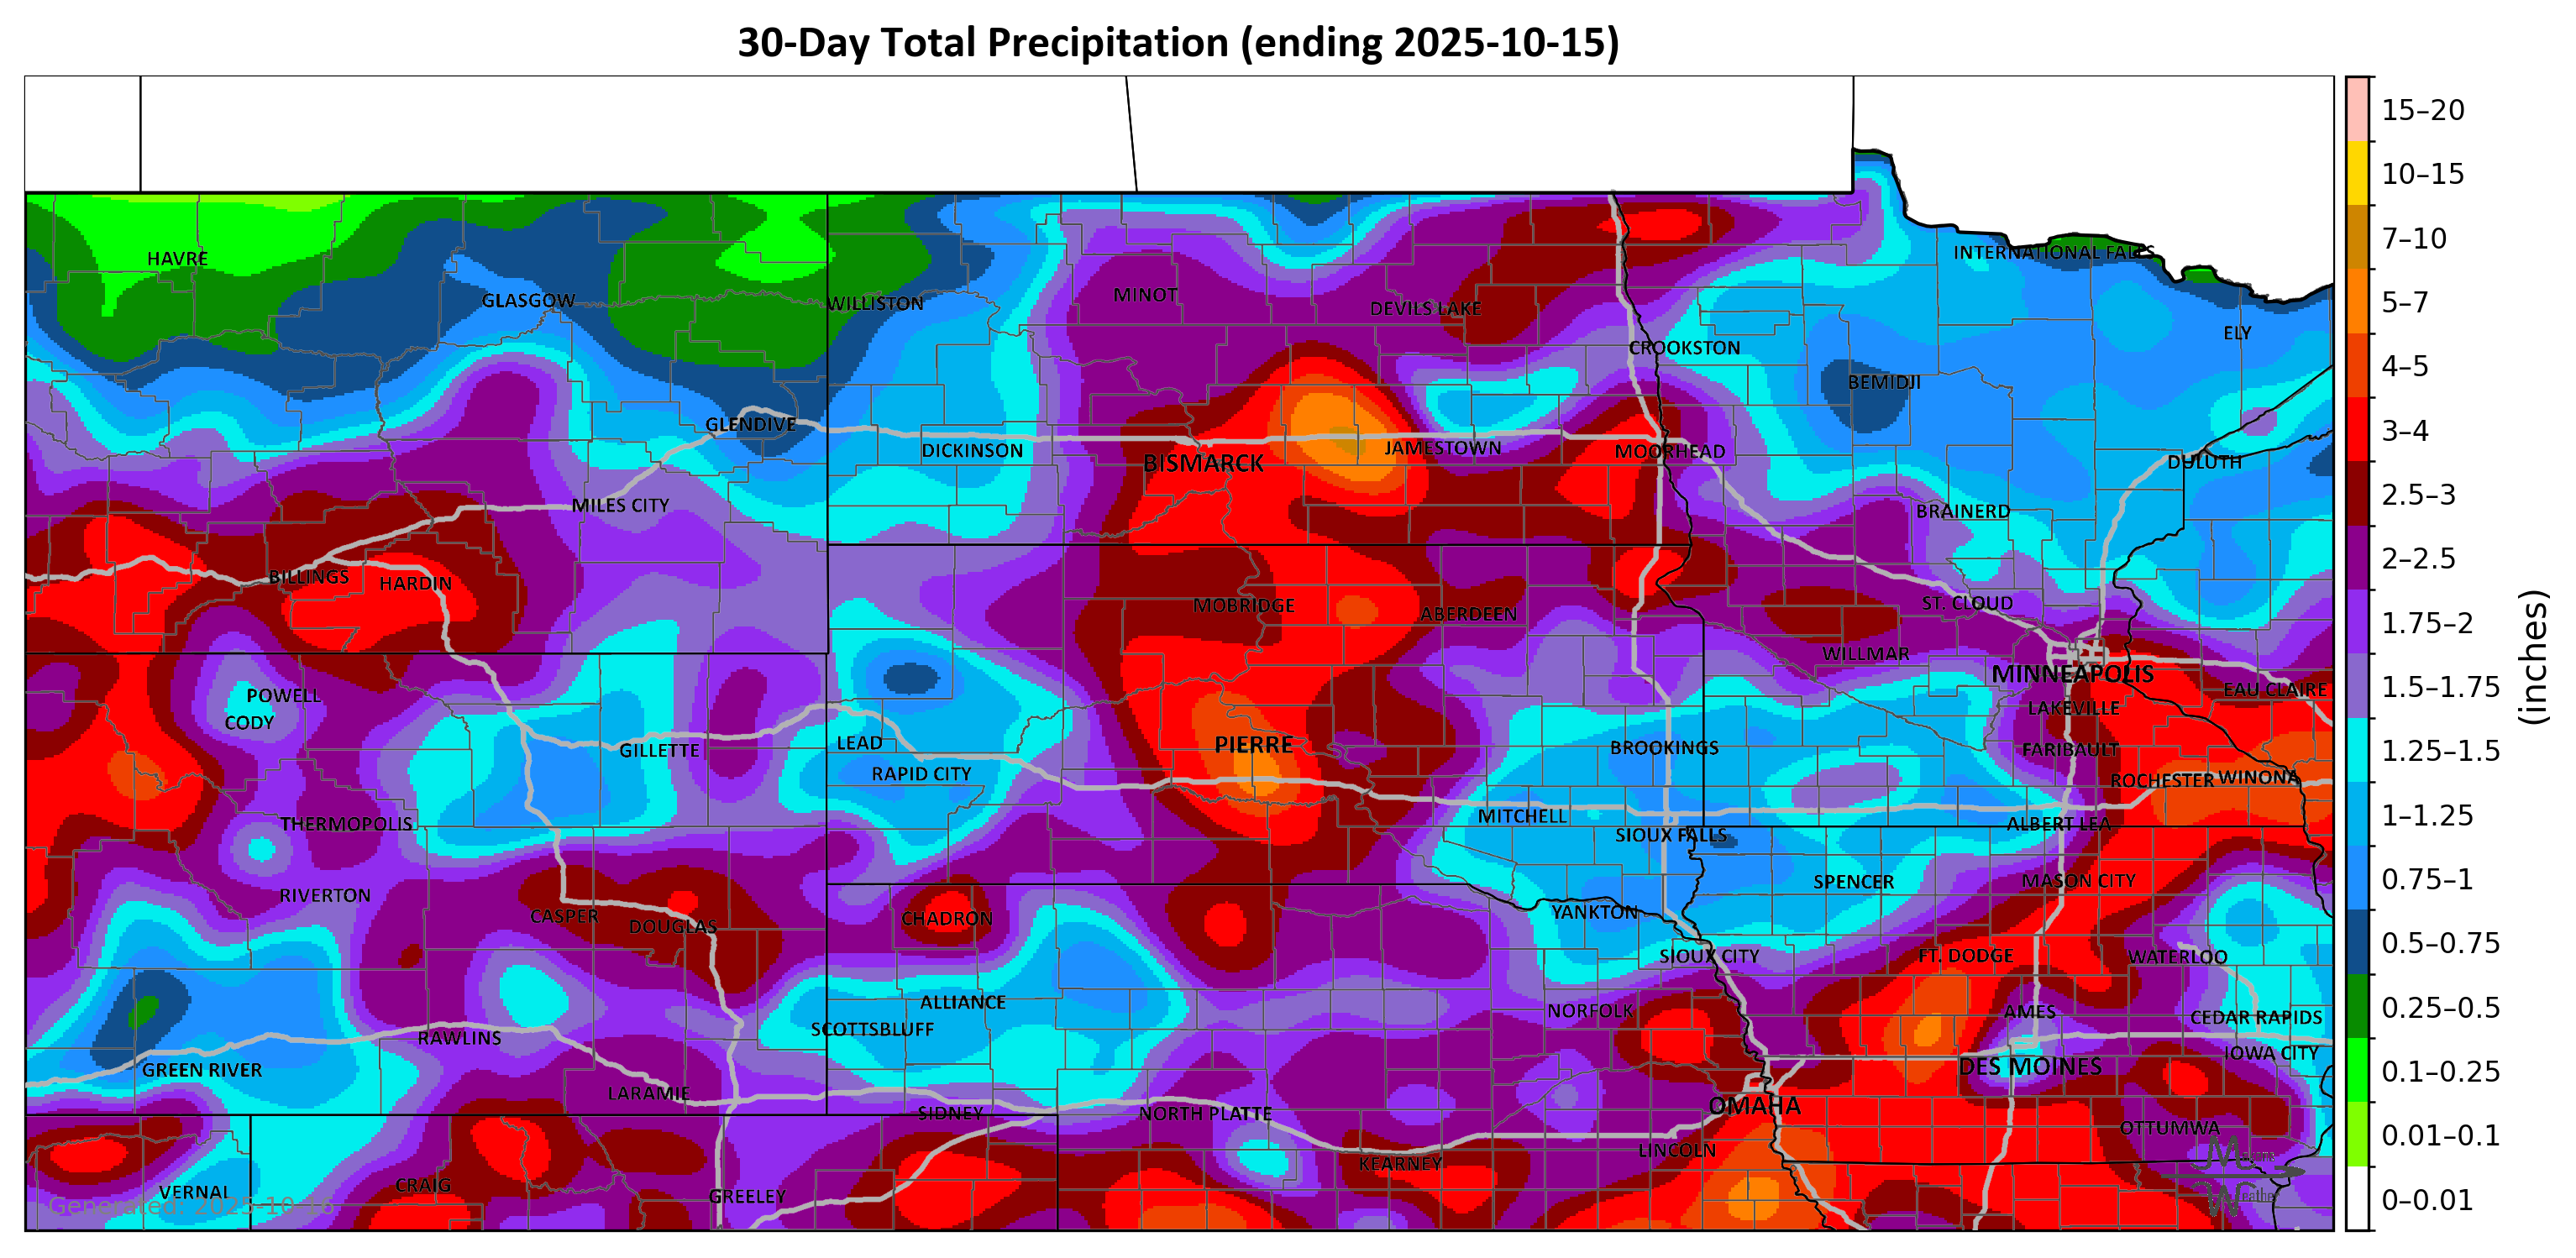 30-Day Total Precipitation (ending 2025-10-15)
15–20
10–15
7–10
5–7
4–5
3–4
2.5–3
2–2.5
1.75–2
1.5–1.75
1.25–1.5
1–1.25
0.75–1
0.5–0.75
0.25–0.5
0.1–0.25
0.01–0.1
0–0.01
(inches)
INTERNATIONAL FALLS
HAVRE
MINOT
GLASGOW
WILLISTON
DEVILS LAKE
ELY
CROOKSTON
BEMIDJI
GLENDIVE
DICKINSON
JAMESTOWN
MOORHEAD
BISMARCK
DULUTH
MILES CITY
BRAINERD
BILLINGS
HARDIN
MOBRIDGE
ABERDEEN
ST. CLOUD
WILLMAR
MINNEAPOLIS
EAU CLAIRE
POWELL
CODY
LAKEVILLE
LEAD
GILLETTE
PIERRE
BROOKINGS
FARIBAULT
RAPID CITY
ROCHESTER
WINONA
MITCHELL
THERMOPOLIS
ALBERT LEA
SIOUX FALLS
SPENCER
MASON CITY
RIVERTON
CASPER
DOUGLAS
CHADRON
YANKTON
SIOUX CITY
FT. DODGE
WATERLOO
ALLIANCE
NORFOLK
AMES
CEDAR RAPIDS
SCOTTSBLUFF
RAWLINS
IOWA CITY
GREEN RIVER
DES MOINES
LARAMIE
OMAHA
SIDNEY
NORTH PLATTE
OTTUMWA
LINCOLN
KEARNEY
VERNAL
CRAIG
GREELEY
Generated: 2025-10-16